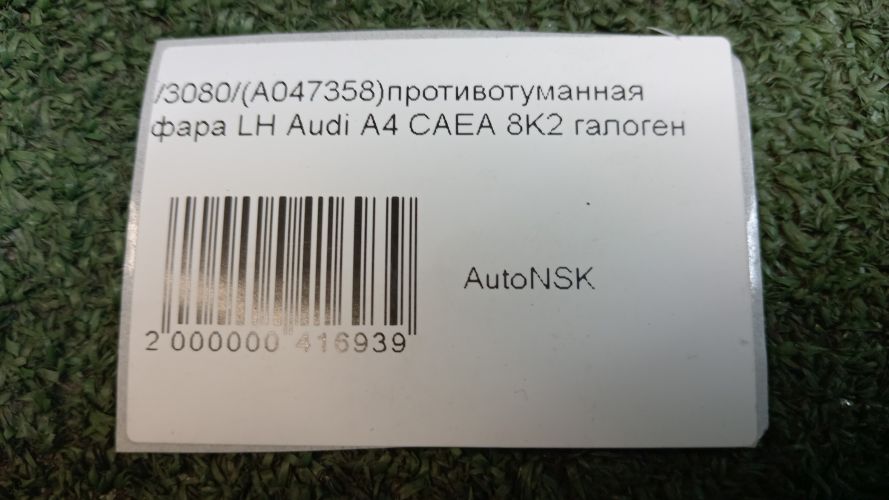 /3080/(A047358)противотуманная
фара LH Audi A4 CAEA 8K2 галоген
AutoNSK
2 000000 416939